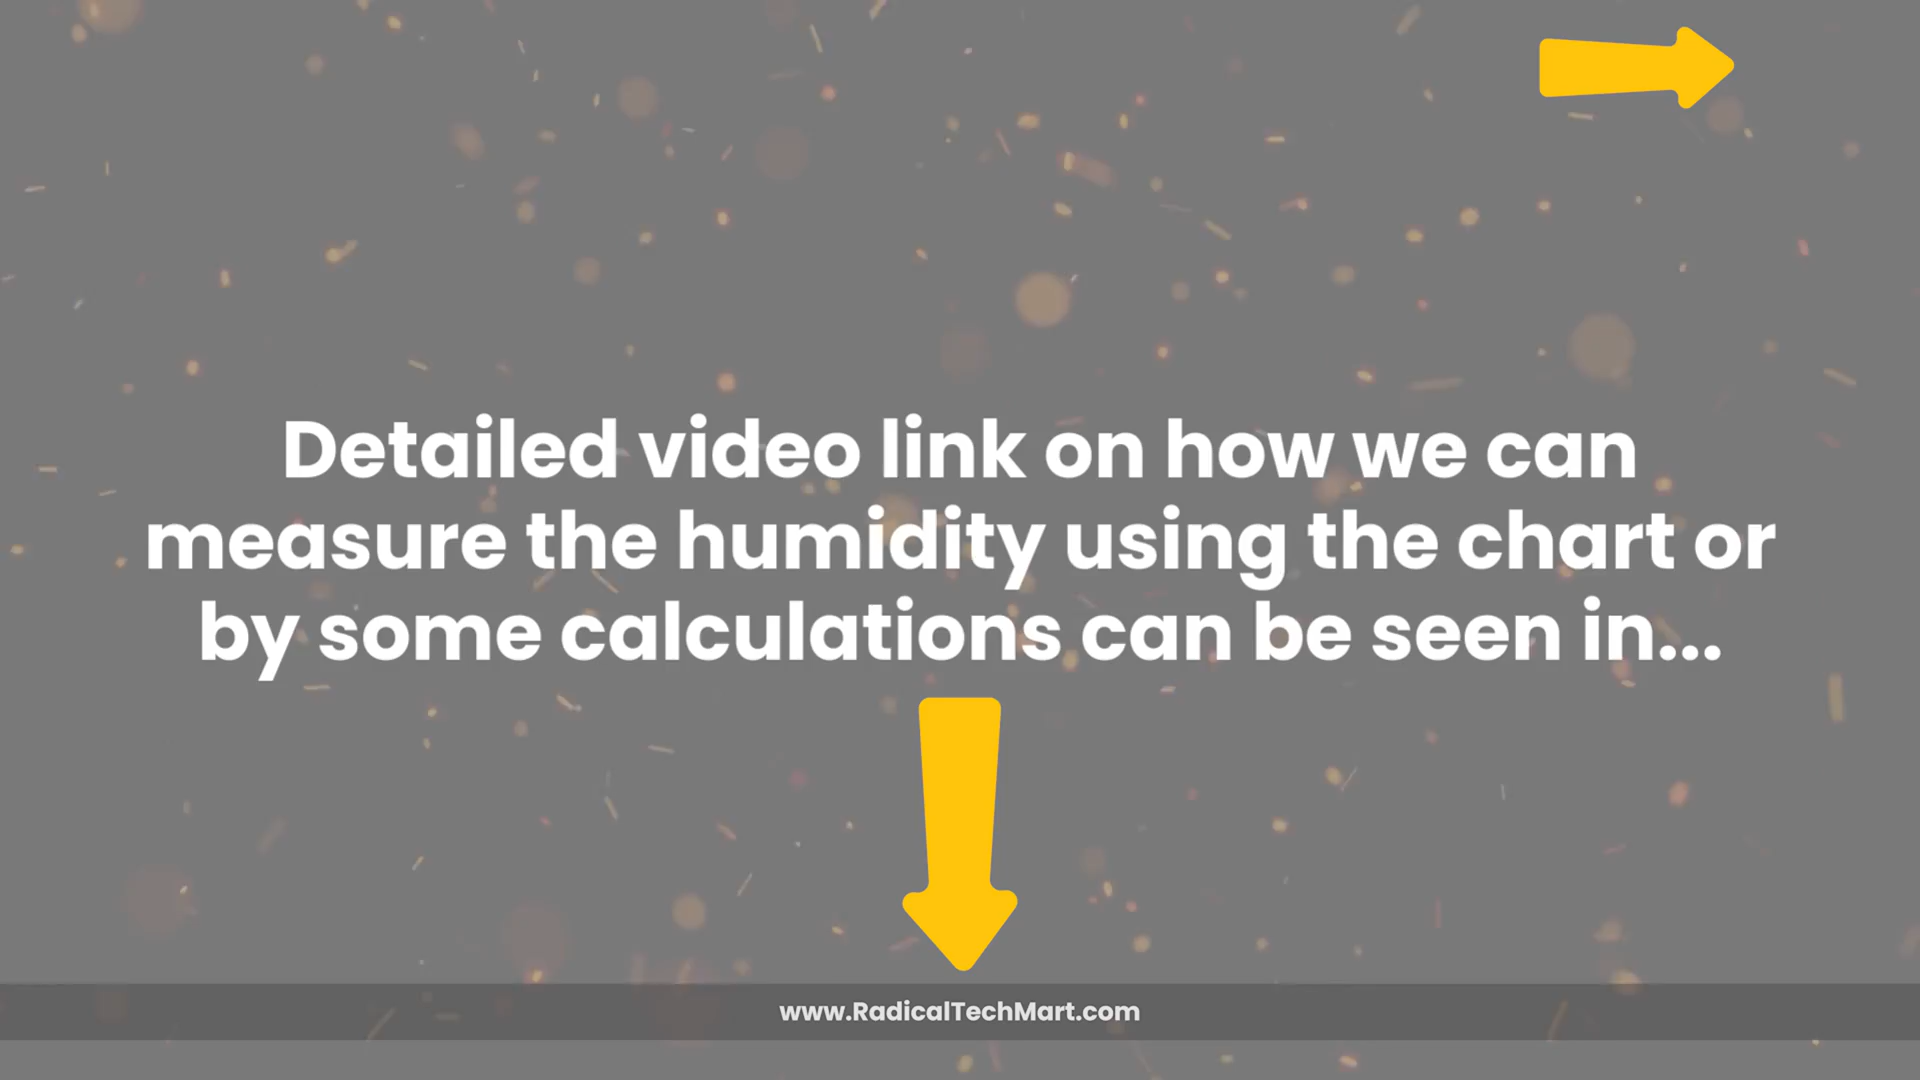 Detailed video link on how we can
measure the humidity using the chart or
by some calculations can be seen in...
www.RadicalTechMart.com